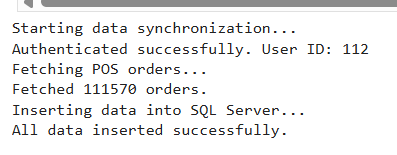 Starting data synchronization...
Authenticated successfully. User ID: 112
Fetching POS orders...
Fetched 111570 orders.
Inserting data into SQL Server...
All data inserted successfully.